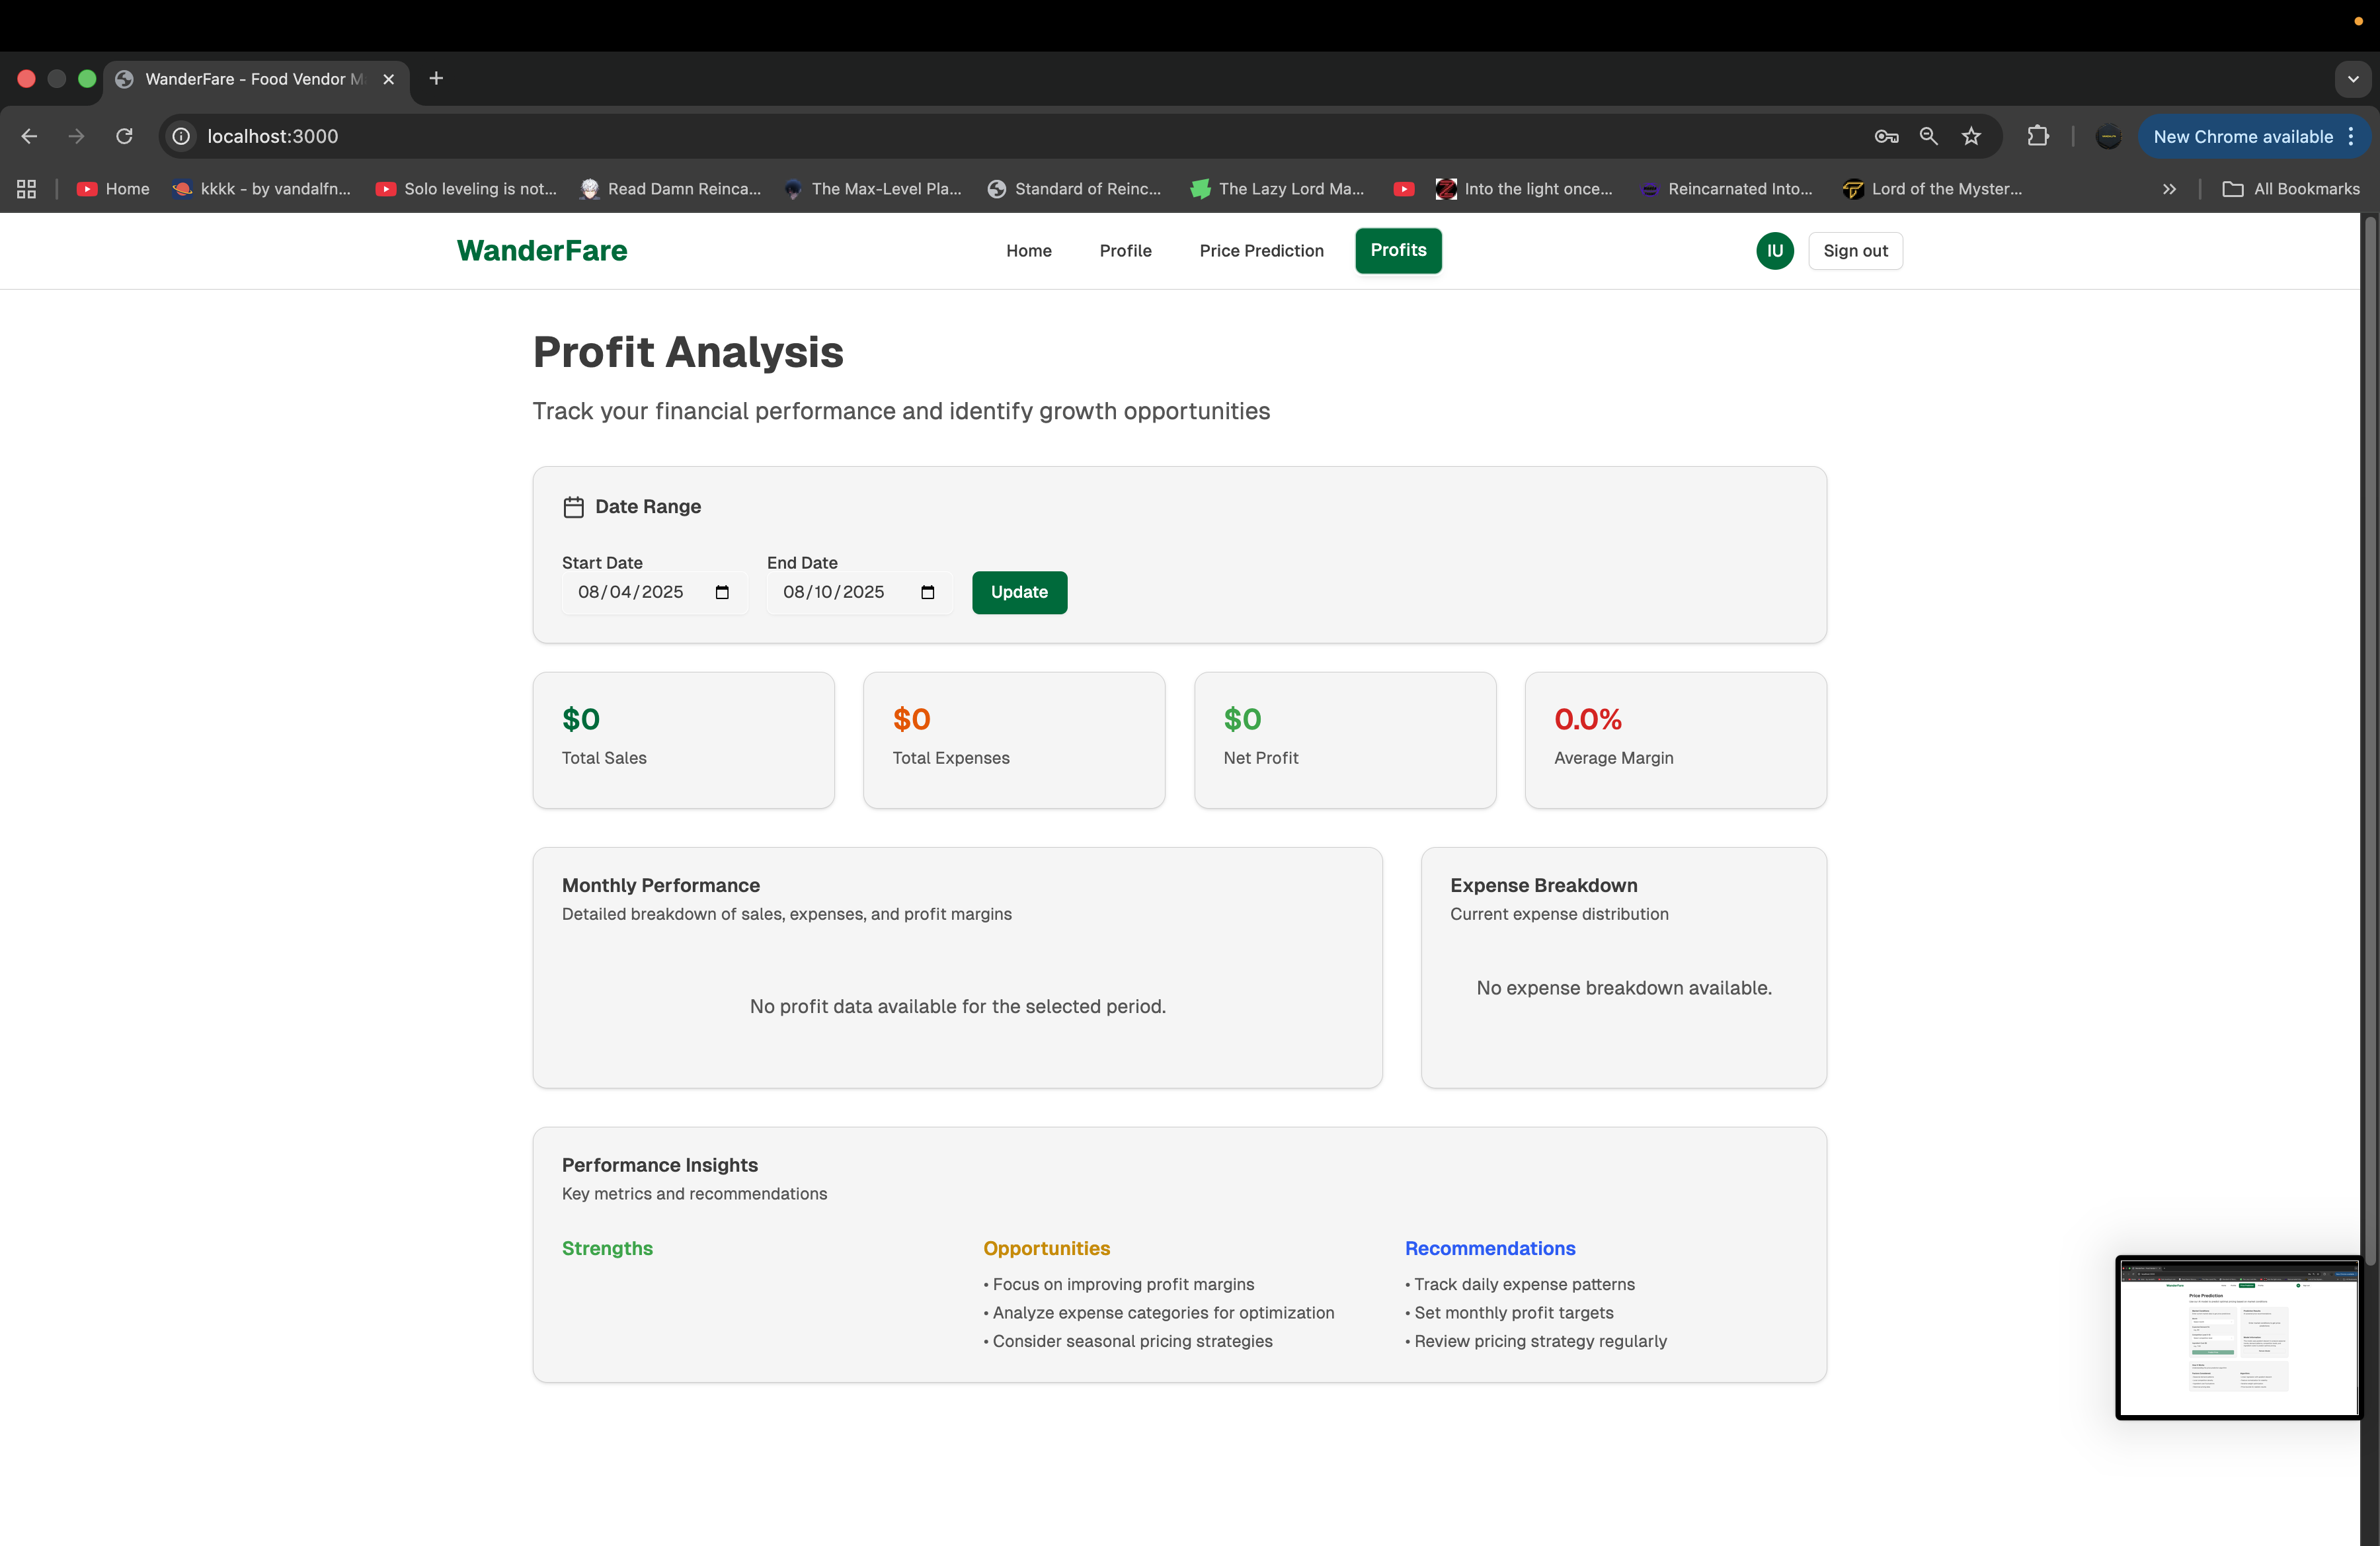 WanderFare - Food Vendor M
localhost:3000
New Chrome available
Home
kkkk - by vandalfn...
Solo leveling is not...
Read Damn Reinca...
The Max-Level Pla...
Standard of Reinc...
The Lazy Lord Ma...
Into the light once...
Reincarnated Into...
Lord of the Myster...
All Bookmarks
WanderFare
Home
Profile
Price Prediction
Profits
IU
Sign out
Profit Analysis
Track your financial performance and identify growth opportunities
Date Range
Start Date
End Date
08/04/2025
08/10/2025
Update
$0
Total Sales
$0
Total Expenses
$0
Net Profit
0.0%
Average Margin
Monthly Performance
Detailed breakdown of sales, expenses, and profit margins
No profit data available for the selected period.
Expense Breakdown
Current expense distribution
No expense breakdown available.
Performance Insights
Key metrics and recommendations
Strengths
Opportunities
• Focus on improving profit margins
• Analyze expense categories for optimization
• Consider seasonal pricing strategies
Recommendations
• Track daily expense patterns
• Set monthly profit targets
• Review pricing strategy regularly
Price Prediction